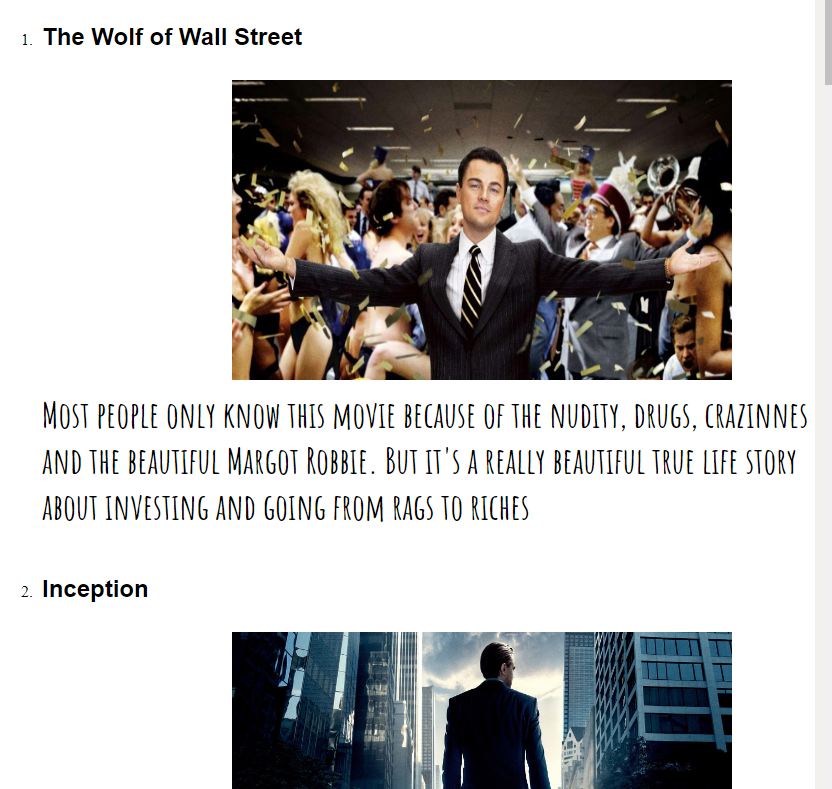 1. The Wolf of Wall Street
Most people only know this movie because of the nudity, drugs, crazinnes
and the beautiful Margot Robbie. But it's a really beautiful true life story
about investing and going from rags to riches
2. Inception